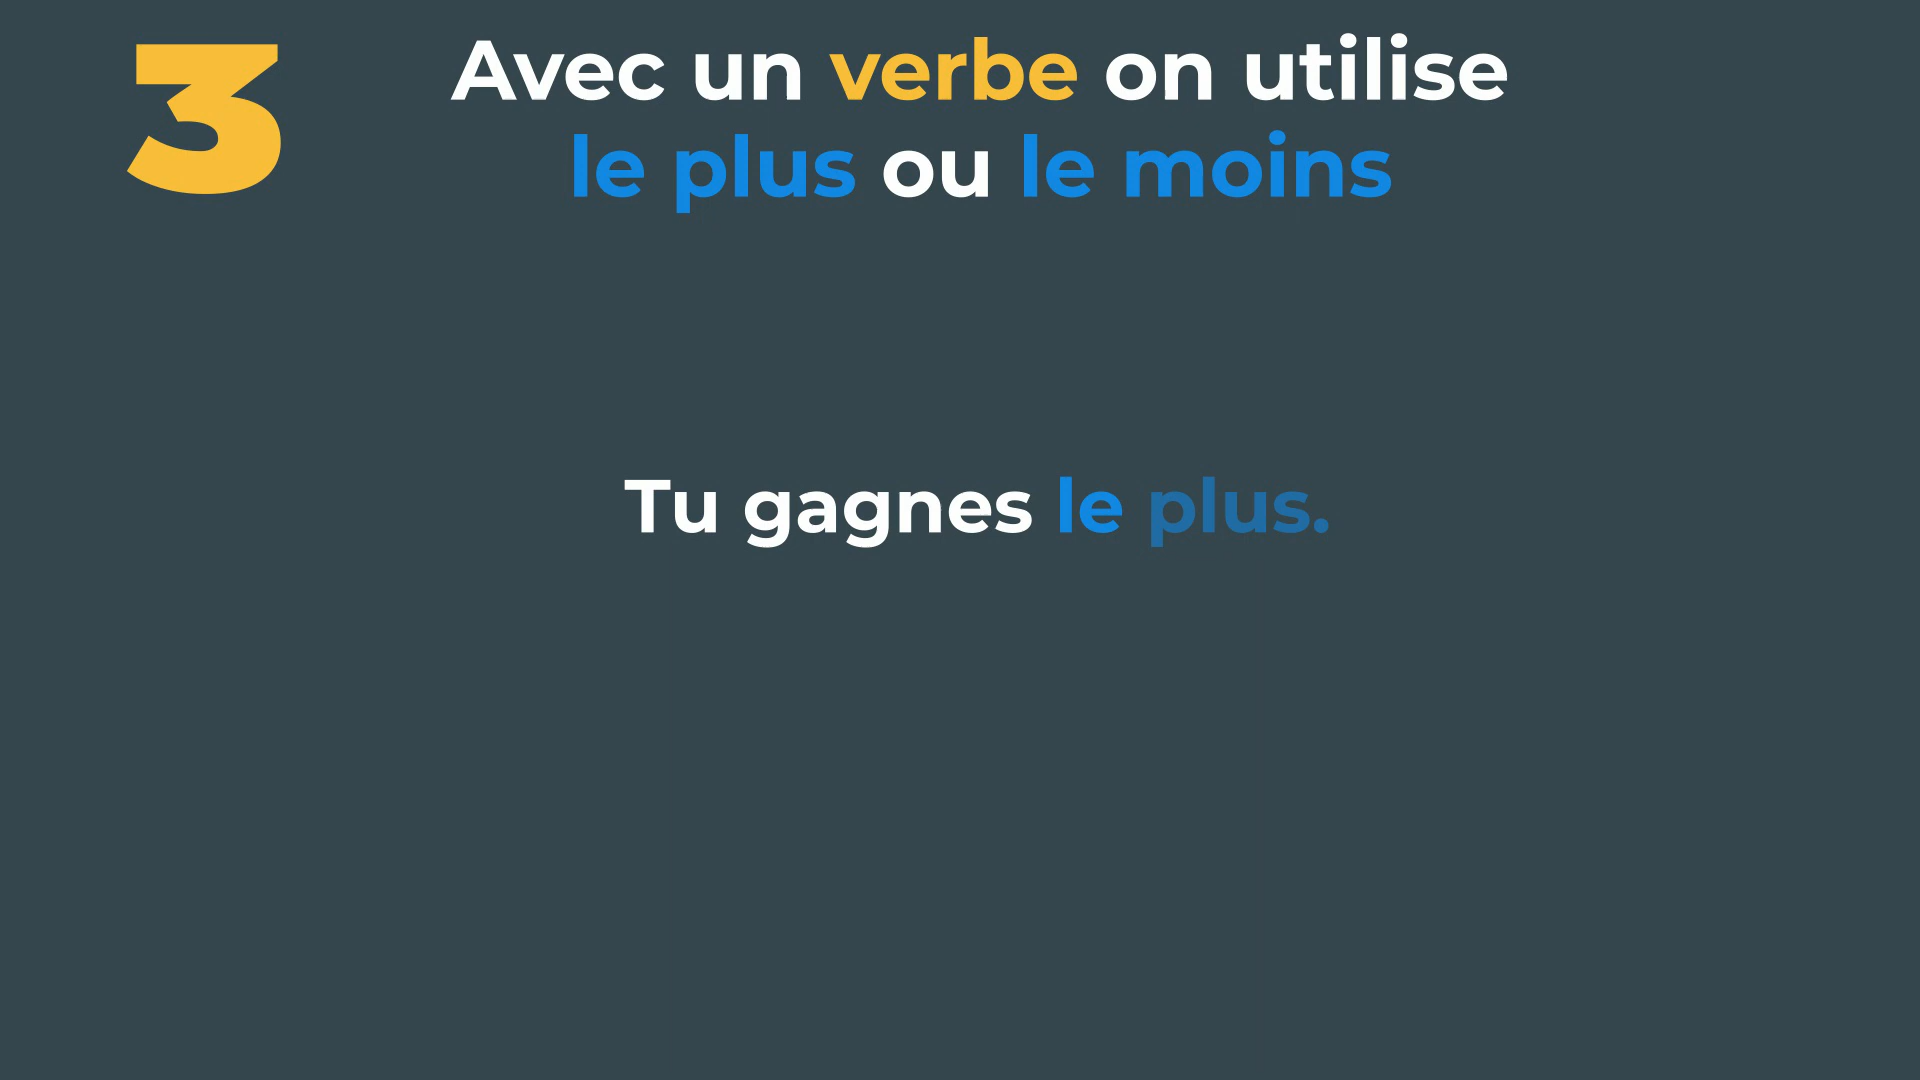 3
Avec un verbe on utilise
le plus ou le moins
Tu gagnes le plus.